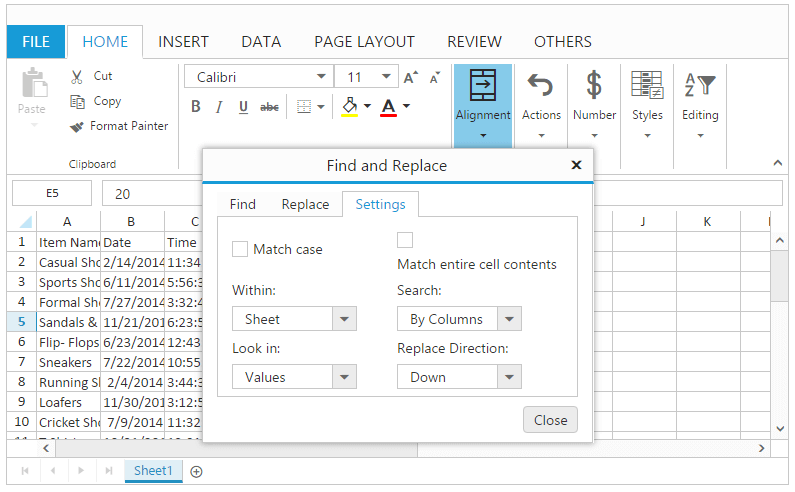 FILE HOME INSERT DATA PAGE LAYOUT REVIEW OTHERS
Paste
Cut
Copy
Format Painter
Clipboard
Calibri 11 A A
B I U abc A
Alignment Actions Number Styles Editing
E5 20
Find and Replace
Find Replace Settings
Match case
Match entire cell contents
Within: Search:
Sheet By Columns
Look in: Replace Direction:
Values Down
Close
A B C J K
1 Item Name Date Time
2 Casual Sho 2/14/2014 11:34
3 Sports Sho 6/11/2014 5:56:3
4 Formal Sh 7/27/2014 3:32:4
5 Sandals & 11/21/201 6:23:5
6 Flip- Flops 6/23/2014 12:43
7 Sneakers 7/22/2014 10:55
8 Running Sh 2/4/2014 3:44:3
9 Loafers 11/30/201 3:12:5
10 Cricket Sho 7/9/2014 11:32
Sheet1